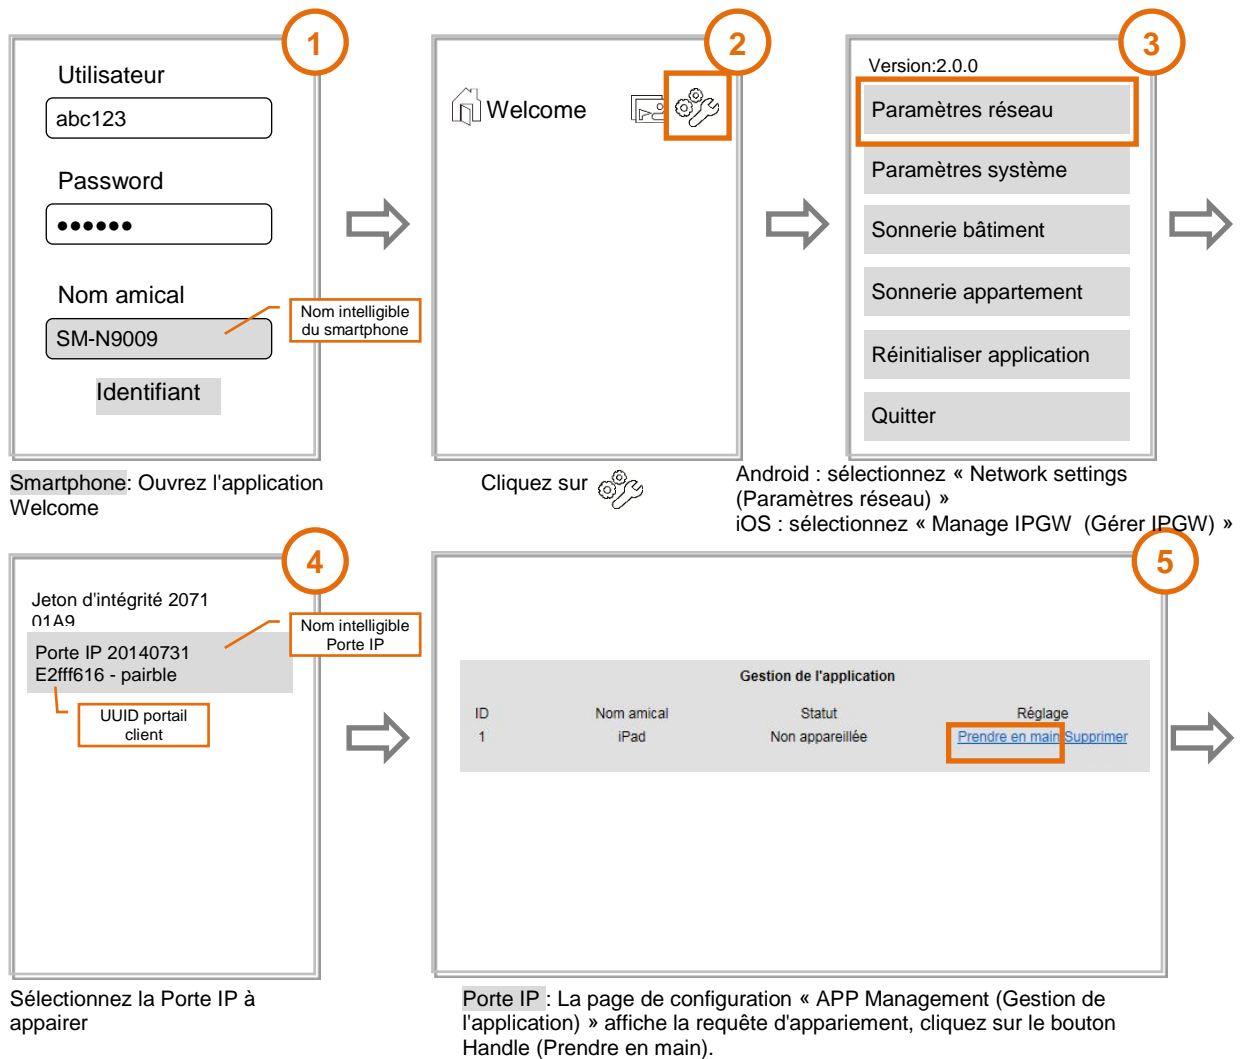 1
Utilisateur
abc123
Password
●●●●●●
Nom amical
SM-N9009
Nom intelligible
du smartphone
Identifiant
Smartphone: Ouvrez l'application
Welcome
2
Welcome
Cliquez sur
3
Version:2.0.0
Paramètres réseau
Paramètres système
Sonnerie bâtiment
Sonnerie appartement
Réinitialiser application
Quitter
Android : sélectionnez « Network settings
(Paramètres réseau) »
iOS : sélectionnez « Manage IPGW (Gérer IPGW) »
4
Jeton d'intégrité 2071
01A9
Nom intelligible
Porte IP
Porte IP 20140731
E2fff616 - pairble
UUID portail
client
Sélectionnez la Porte IP à
appairer
5
Gestion de l'application
ID Nom amical Statut Réglage
1 iPad Non appareillée Prendre en main Supprimer
Porte IP : La page de configuration « APP Management (Gestion de
l'application) » affiche la requête d'appariement, cliquez sur le bouton
Handle (Prendre en main).